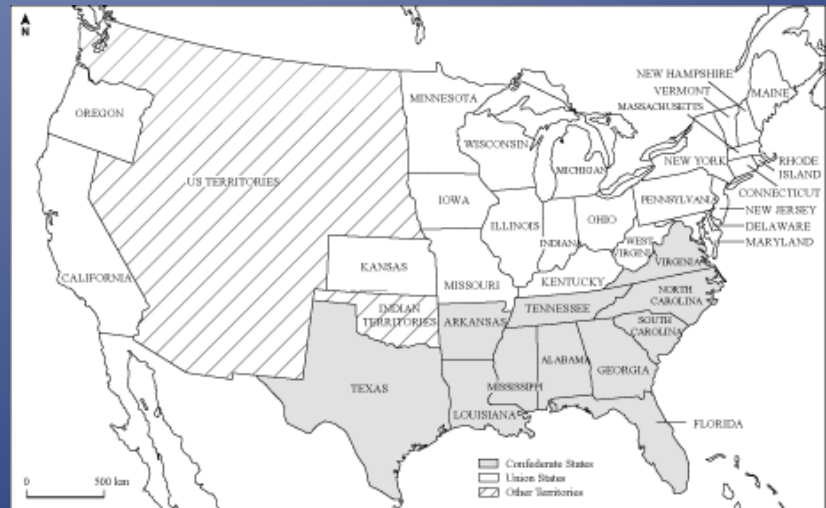 N
NEW HAMPSHIRE
VERMONT
MASSACHUSETTS
MAINE
MINNESOTA
OREGON
WISCONSIN
MICHIGAN
NEW YORK
RHODE
ISLAND
CONNECTICUT
US TERRITORIES
IOWA
PENNSYLVANIA
NEW JERSEY
ILLINOIS
INDIANA
OHIO
DELAWARE
WEST
VIRGINIA
MARYLAND
VIRGINIA
CALIFORNIA
KANSAS
MISSOURI
KENTUCKY
NORTH
CAROLINA
INDIAN
TERRITORIES
ARKANSAS
TENNESSEE
SOUTH
CAROLINA
TEXAS
MISSISSIPPI
ALABAMA
GEORGIA
LOUISIANA
FLORIDA
Confederate States
Union States
Other Territories
0 500 km